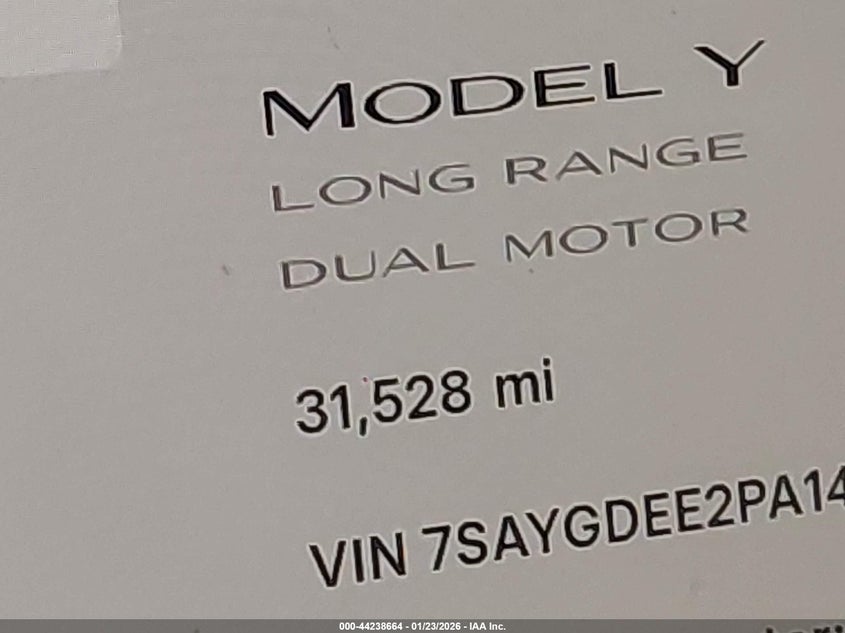 MODEL Y
LONG RANGE
DUAL MOTOR
31,528 mi
VIN 7SAYGDEE2PA14
000-44238664 - 01/23/2026 - IAA Inc.